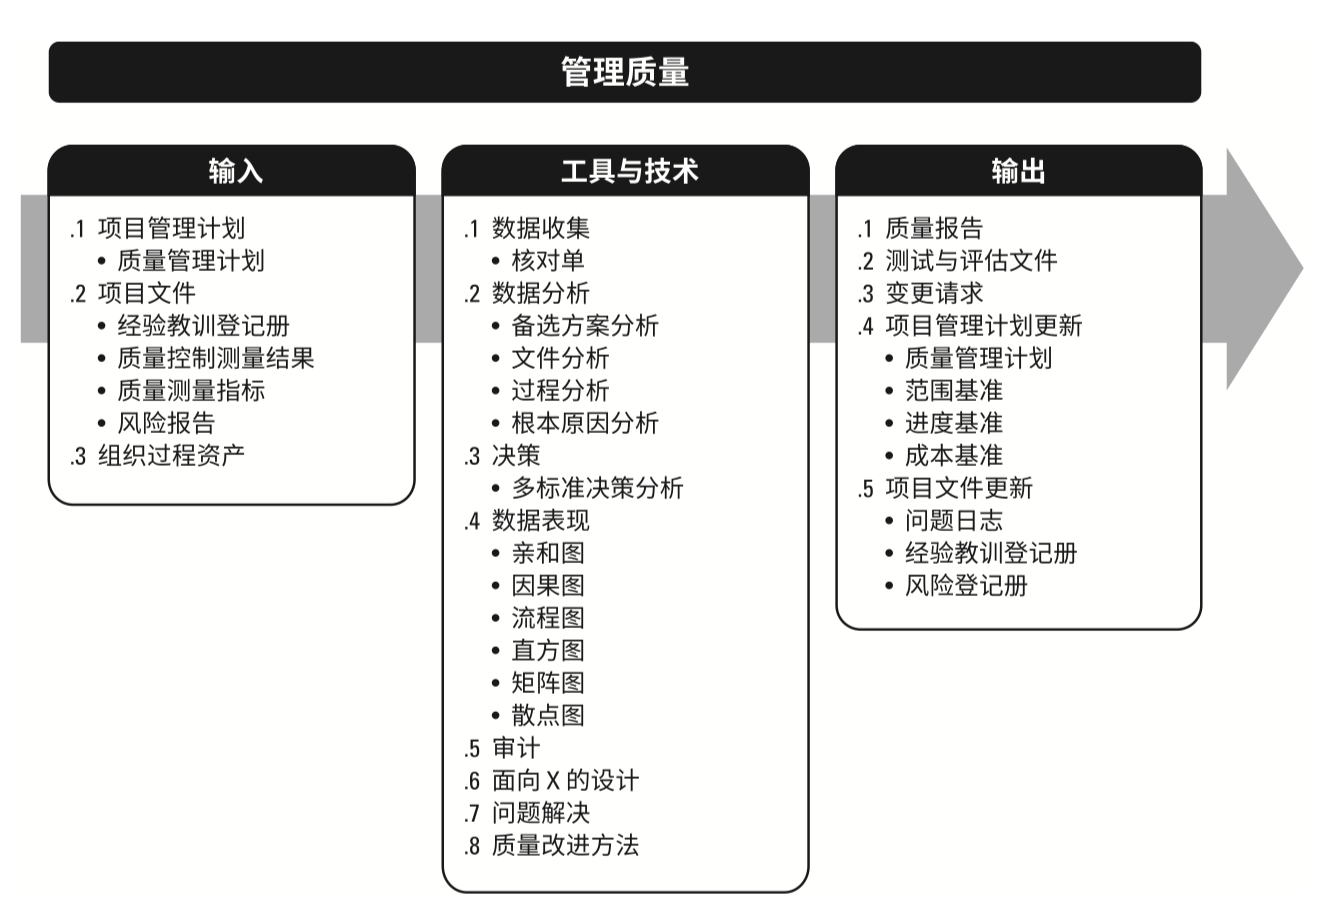 管理质量
输入
.1 项目管理计划
• 质量管理计划
.2 项目文件
• 经验教训登记册
• 质量控制测量结果
• 质量测量指标
• 风险报告
.3 组织过程资产
工具与技术
.1 数据收集
• 核对单
.2 数据分析
• 备选方案分析
• 文件分析
• 过程分析
• 根本原因分析
.3 决策
• 多标准决策分析
.4 数据表现
• 亲和图
• 因果图
• 流程图
• 直方图
• 矩阵图
• 散点图
.5 审计
.6 面向 X 的设计
.7 问题解决
.8 质量改进方法
输出
.1 质量报告
.2 测试与评估文件
.3 变更请求
.4 项目管理计划更新
• 质量管理计划
• 范围基准
• 进度基准
• 成本基准
.5 项目文件更新
• 问题日志
• 经验教训登记册
• 风险登记册